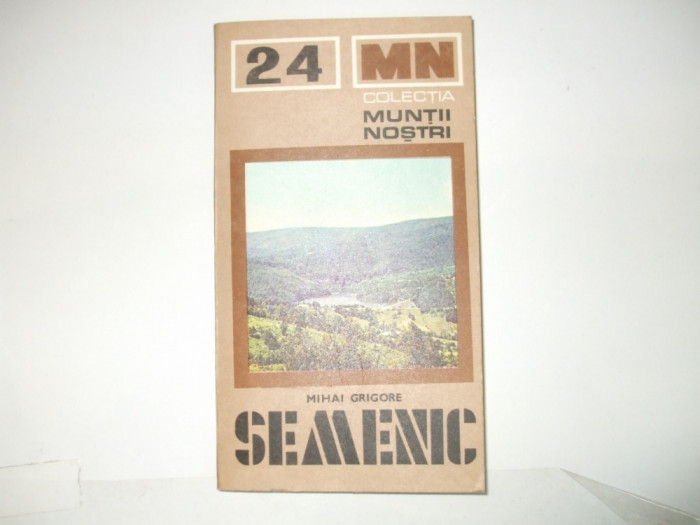 24 MN
COLECȚIA
MUNȚII
NOȘTRI
MIHAI GRIGORE
SEMENIC